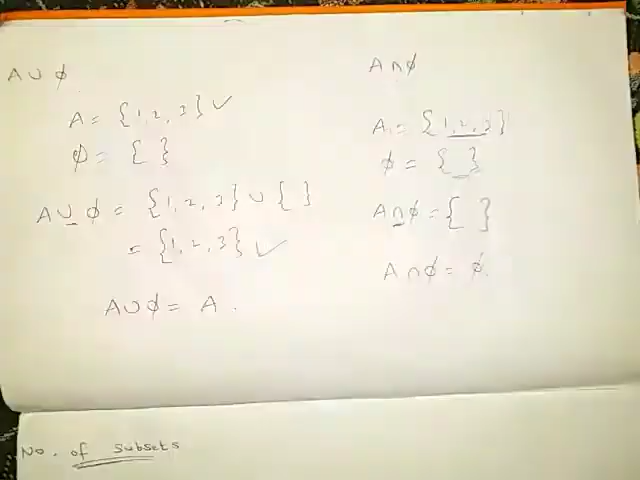 A ∪ ϕ
A = {1, 2, 3} ✓
ϕ = { }
A ∪ ϕ = {1, 2, 3} ∪ { }
= {1, 2, 3} ✓
A ∪ ϕ = A .
A ∩ ϕ
A = {1, 2, 3}
ϕ = { }
A ∩ ϕ = { }
A ∩ ϕ = ϕ.
No. of subsets